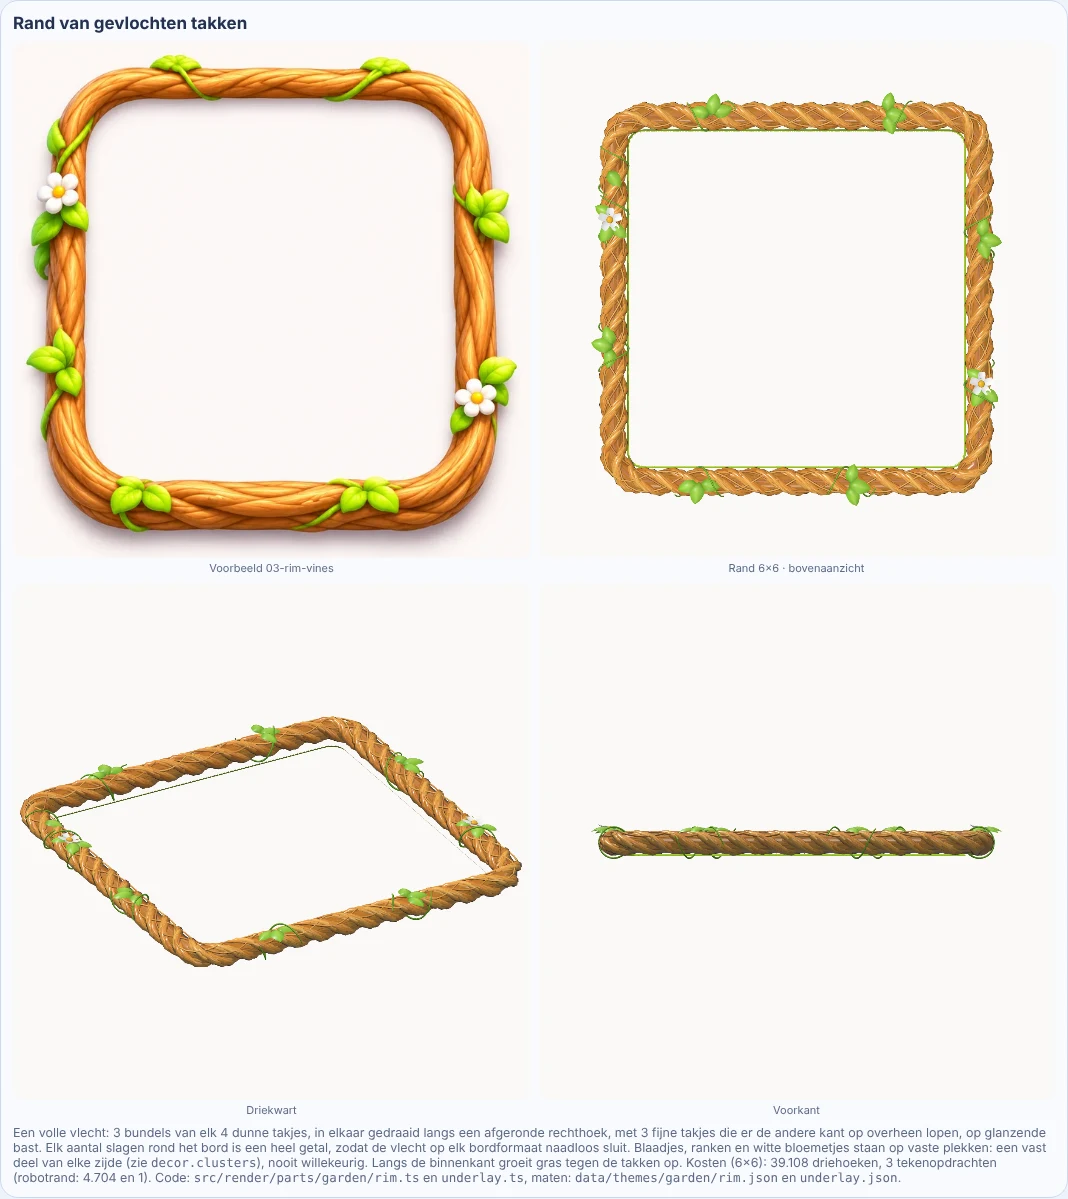 Rand van gevlochten takken
Voorbeeld 03-rim-vines
Rand 6×6 · bovenaanzicht
Driekwart
Voorkant
Een volle vlecht: 3 bundels van elk 4 dunne takjes, in elkaar gedraaid langs een afgeronde rechthoek, met 3 fijne takjes die er de andere kant op overheen lopen, op glanzende
bast. Elk aantal slagen rond het bord is een heel getal, zodat de vlecht op elk bordformaat naadloos sluit. Blaadjes, ranken en witte bloemetjes staan op vaste plekken: een vast
deel van elke zijde (zie decor.clusters), nooit willekeurig. Langs de binnenkant groeit gras tegen de takken op. Kosten (6×6): 39.108 driehoeken, 3 tekenopdrachten
(robotrand: 4.704 en 1). Code: src/render/parts/garden/rim.ts en underlay.ts, maten: data/themes/garden/rim.json en underlay.json.